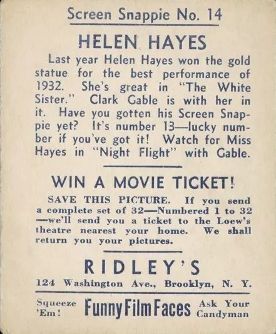 Screen Snappie No. 14
HELEN HAYES
Last year Helen Hayes won the gold
statue for the best performance of
1932. She's great in "The White
Sister." Clark Gable is with her in
it. Have you gotten his Screen Snap-
pie yet? It's number 13—lucky num-
ber if you've got it! Watch for Miss
Hayes in "Night Flight" with Gable.
WIN A MOVIE TICKET!
SAVE THIS PICTURE. If you send
a complete set of 32—Numbered 1 to 32
—we'll send you a ticket to the Loew's
theatre nearest your home. We shall
return you your pictures.
RIDLEY'S
124 Washington Ave., Brooklyn, N. Y.
Squeeze 'Em! Funny Film Faces Ask Your Candyman